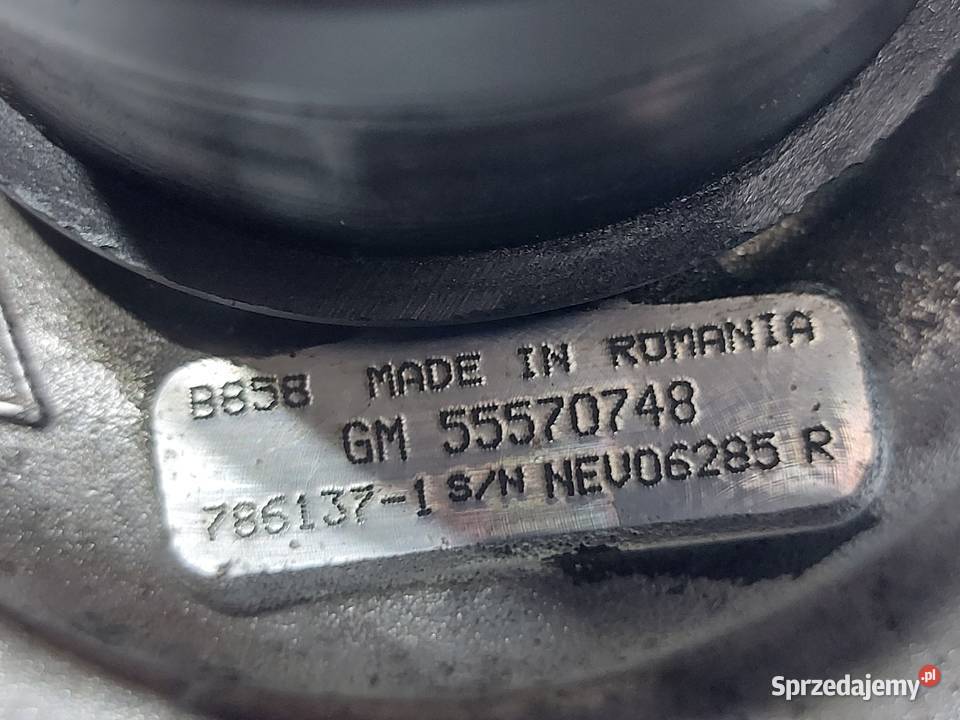 B858 MADE IN ROMANIA
GM 55570748
786137-1 S/N NEV06285 R
Sprzedajemy.pl